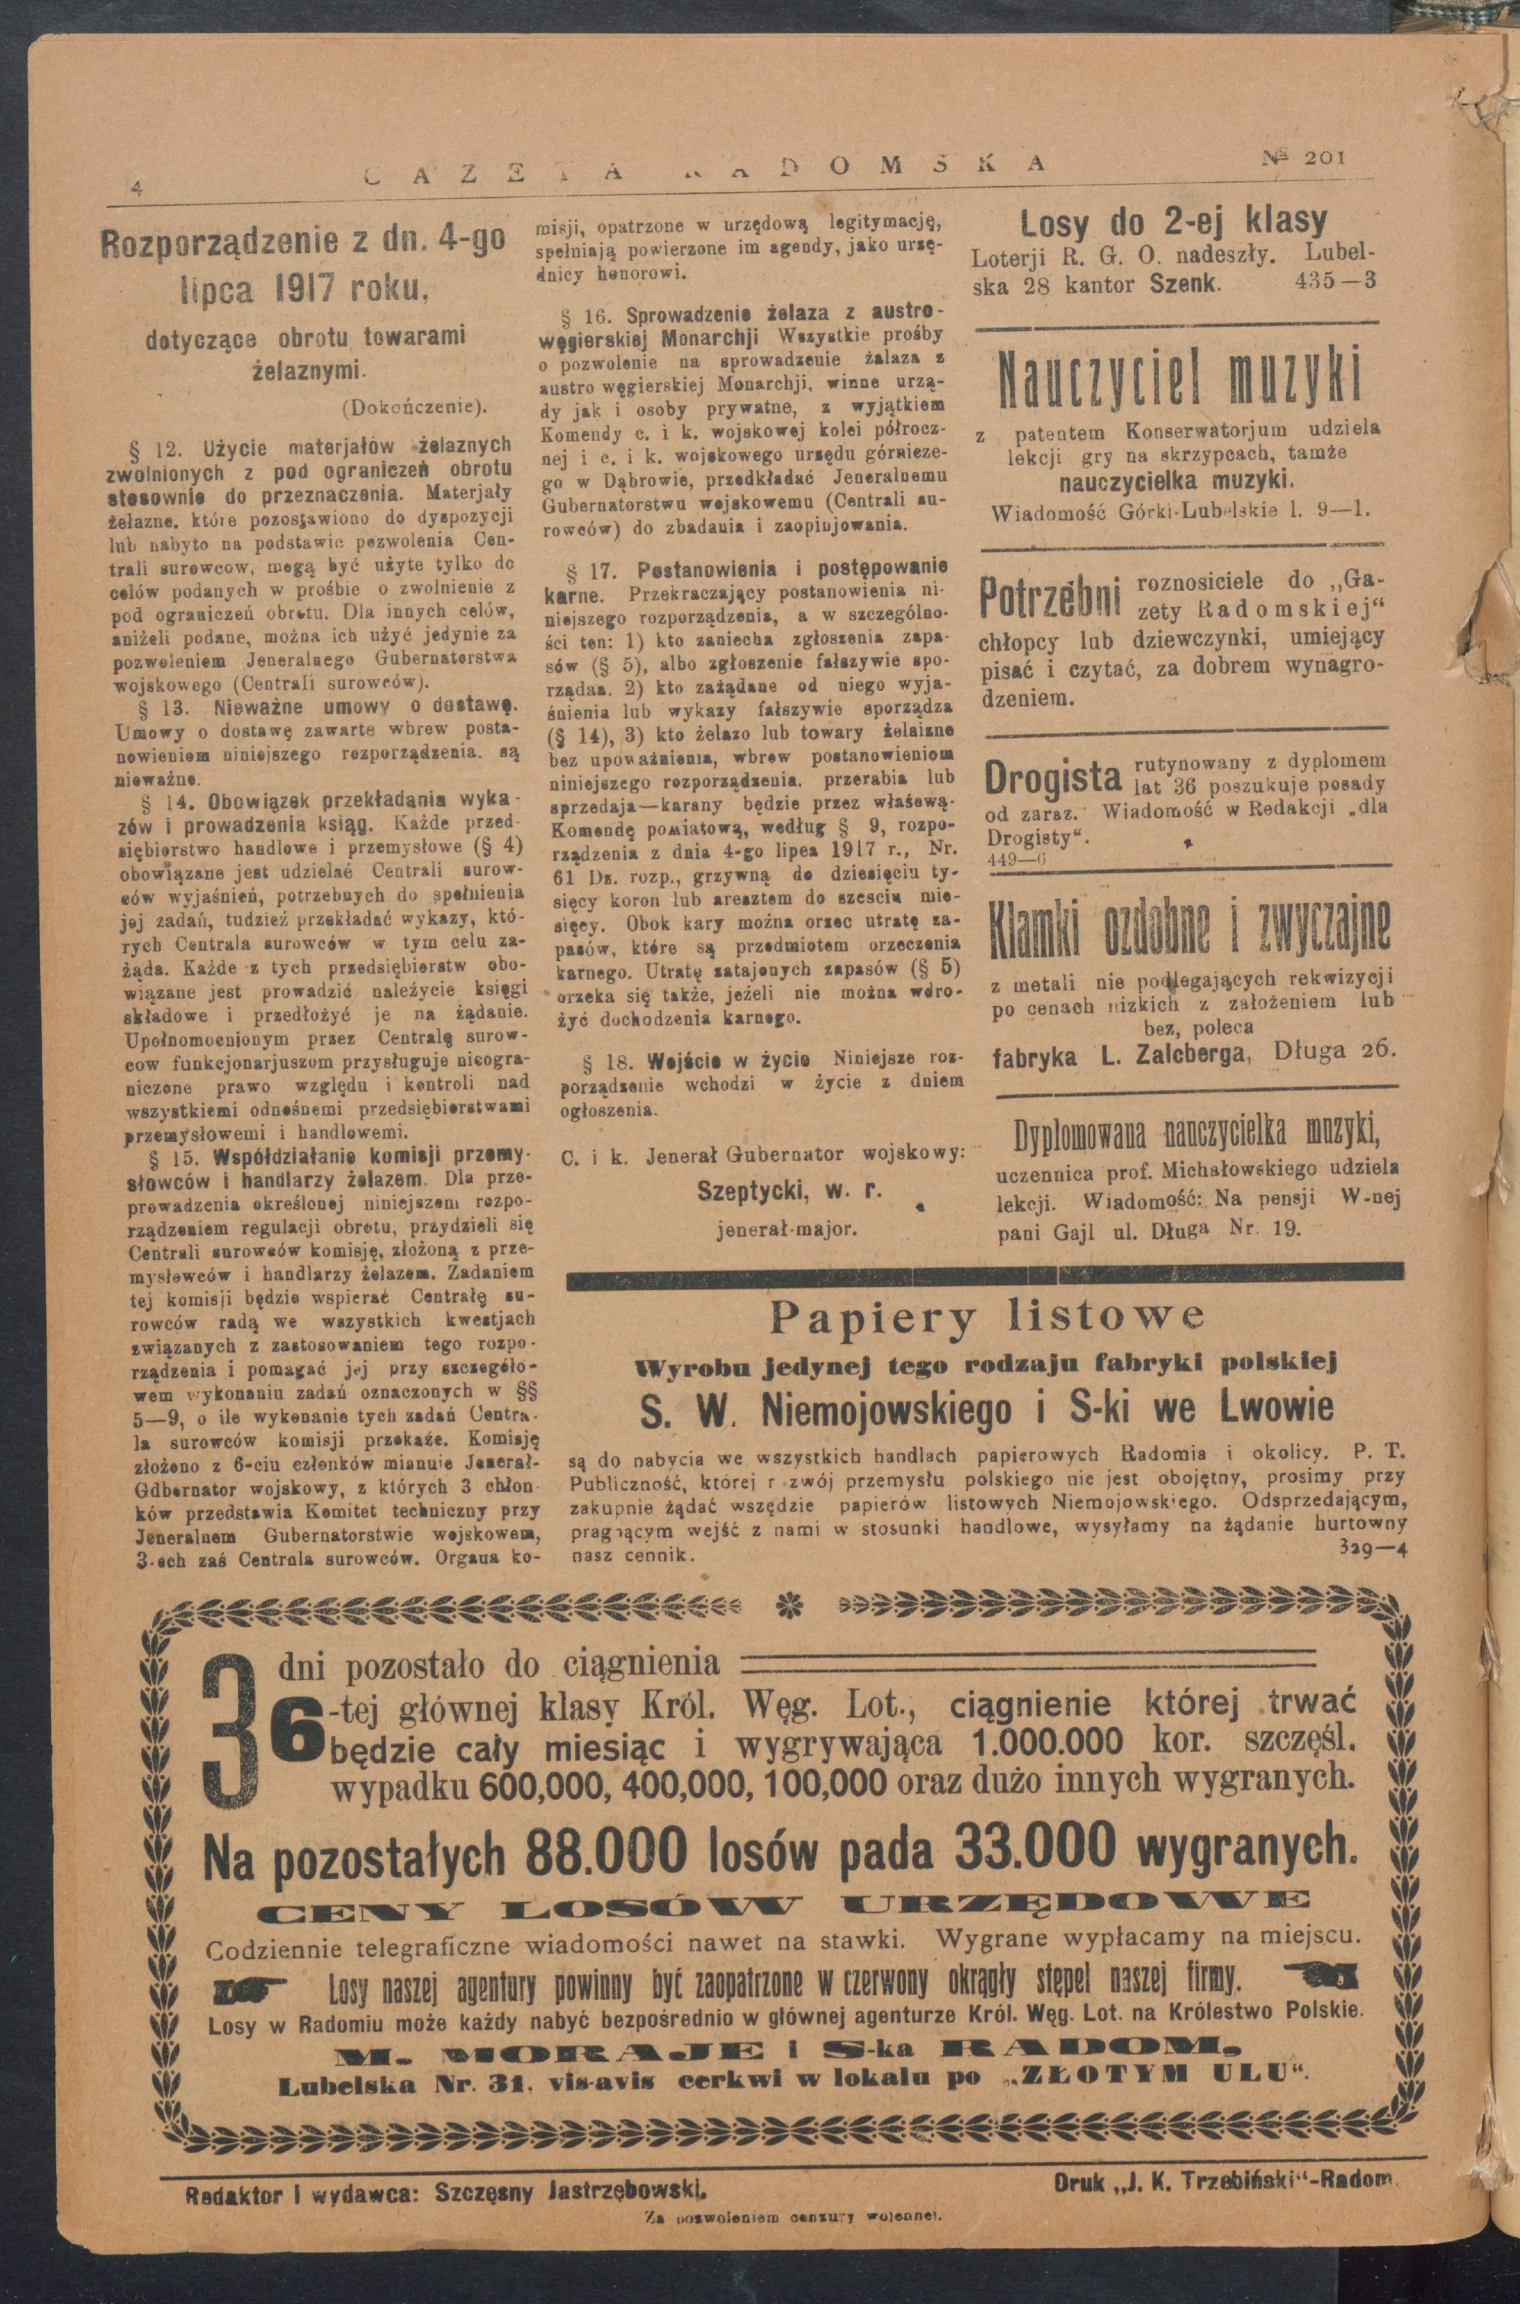 4
GAZETA RADOMSKA
№ 201
Rozporządzenie z dn. 4-go
lipca 1917 roku,
dotyczące obrotu towarami
żelaznymi.
(Dokończenie).
§ 12. Użycie materjałów żelaznych
zwolnionych z pod ograniczeń obrotu
stosownie do przeznaczenia. Materjały
żelazne, które pozostawiono do dyspozycji
lub nabyto na podstawie pozwolenia Cen-
trali surowcow, mogą być użyte tylko do
celów podanych w prośbie o zwolnienie z
pod ograniczeń obrotu. Dla innych celów,
aniżeli podane, można ich użyć jedynie za
pozwoleniem Jeneralnego Gubernatorstwa
wojskowego (Centrali surowców).
§ 13. Nieważne umowy o dostawę.
Umowy o dostawę zawarte wbrew posta-
nowieniem niniejszego rozporządzenia. są
nieważne.
§ 14. Obowiązek przekładania wyka-
zów i prowadzenia ksiąg. Każde przed-
siębiorstwo handlowe i przemysłowe (§ 4)
obowiązane jest udzielać Centrali surow-
ców wyjaśnień, potrzebnych do spełnienia
jej zadań, tudzież przekładać wykazy, któ-
rych Centrala surowców w tym celu za-
żąda. Każde z tych przedsiębiorstw obo-
wiązane jest prowadzić należycie księgi
składowe i przedłożyć je na żądanie.
Upołnomocnionym przez Centralę surow-
cow funkcjonarjuszom przysługuje nieogra-
niczone prawo względu i kontroli nad
wszystkiemi odnośnemi przedsiębiorstwami
przemysłowemi i handlowemi.
§ 15. Współdziałanie komisji przemy-
słowców i handlarzy żelazem. Dla prze-
prowadzenia określonej niniejszem rozpo-
rządzeniem regulacji obrotu, przydzieli się
Centrali surowców komisję, złożoną z prze-
mysłowców i handlarzy żelazem. Zadaniem
tej komisji będzie wspierać Centralę su-
rowców radą we wszystkich kwestjach
związanych z zastosowaniem tego rozpo-
rządzenia i pomagać jej przy szczegóło-
wem wykonaniu zadań oznaczonych w §§
5—9, o ile wykonanie tych zadań Centra-
la surowców komisji przekaże. Komisję
złożono z 6-ciu członków mianuje Jenerał-
Gdbernator wojskowy, z których 3 chłon-
ków przedstawia Komitet techniczny przy
Jeneralnem Gubernatorstwie wojskowem,
3-ech zaś Centrala surowców. Organa ko-
misji, opatrzone w urzędową legitymację,
spełniają powierzone im agendy, jako urzę-
dnicy honorowi.
§ 16. Sprowadzenie żelaza z austro-
węgierskiej Monarchji Wszystkie prośby
o pozwolenie na sprowadzenie żalaza z
austro węgierskiej Monarchji, winne urzą-
dy jak i osoby prywatne, z wyjątkiem
Komendy c. i k. wojskowej kolei północ-
nej i c. i k. wojskowego urzędu górnicze-
go w Dąbrowie, przedkładać Jeneralnemu
Gubernatorstwu wojskowemu (Centrali su-
rowców) do zbadania i zaopinjowania.
§ 17. Postanowienia i postępowanie
karne. Przekraczający postanowienia ni-
niejszego rozporządzenia, a w szczególno-
ści ten: 1) kto zaniecha zgłoszenia zapa-
sów (§ 5), albo zgłoszenie fałszywie spo-
rządza. 2) kto zażądane od niego wyja-
śnienia lub wykazy fałszywie sporządza
(§ 14), 3) kto żelazo lub towary żelaizne
bez upoważnienia, wbrew postanowieniom
niniejszego rozporządzenia. przerabia lub
sprzedaja—karany będzie przez właśową-
Komendę powiatową, według § 9, rozpo-
rządzenia z dnia 4-go lipca 1917 r., Nr.
61 Dz. rozp., grzywną do dziesięciu ty-
sięcy koron lub aresztem do szesciu mie-
sięcy. Obok kary można orzec utratę za-
pasów, które są przedmiotem orzeczenia
karnego. Utratę zatajonych zapasów (§ 5)
orzeka się także, jeżeli nie można wdro-
żyć dochodzenia karnego.
§ 18. Wejście w życie Niniejsze roz-
porządzenie wchodzi w życie z dniem
ogłoszenia.
C. i k. Jenerał Gubernator wojskowy:
Szeptycki, w. r.
jenerał-major.
Losy do 2-ej klasy
Loterji R. G. O. nadeszły. Lubel-
ska 28 kantor Szenk. 435—3
Nauczyciel muzyki
z patentem Konserwatorjum udziela
lekcji gry na skrzypcach, tamże
nauczycielka muzyki.
Wiadomość Górki-Lubelskie l. 9—1.
Potrzebni roznosiciele do „Ga-
zety Radomskiej“
chłopcy lub dziewczynki, umiejący
pisać i czytać, za dobrem wynagro-
dzeniem.
Drogista rutynowany z dyplomem
lat 36 poszukuje posady
od zaraz. Wiadomość w Redakcji „dla
Drogisty“.
449—6
Klamki ozdobne i zwyczajne
z metali nie podlegających rekwizycji
po cenach nizkich z założeniem lub
bez, poleca
fabryka L. Zalcberga, Długa 26.
Dyplomowana nauczycielka muzyki,
uczennica prof. Michałowskiego udziela
lekcji. Wiadomość: Na pensji W-nej
pani Gajl ul. Długa Nr. 19.
Papiery listowe
Wyrobu jedynej tego rodzaju fabryki polskiej
S. W. Niemojowskiego i S-ki we Lwowie
są do nabycia we wszystkich handlach papierowych Radomia i okolicy. P. T.
Publiczność, której rozwój przemysłu polskiego nie jest obojętny, prosimy przy
zakupnie żądać wszędzie papierów listowych Niemojowskiego. Odsprzedającym,
pragnącym wejść z nami w stosunki handlowe, wysyłamy na żądanie hurtowny
nasz cennik. 329—4
3 dni pozostało do ciągnienia
6-tej głównej klasy Król. Węg. Lot., ciągnienie której trwać
będzie cały miesiąc i wygrywająca 1.000.000 kor. szczęśl.
wypadku 600,000, 400,000, 100,000 oraz dużo innych wygranych.
Na pozostałych 88.000 losów pada 33.000 wygranych.
CENY LOSÓW URZĘDOWE
Codziennie telegraficzne wiadomości nawet na stawki. Wygrane wypłacamy na miejscu.
Losy naszej agentury powinny być zaopatrzone w czerwony okrągły stępel naszej firmy.
Losy w Radomiu może każdy nabyć bezpośrednio w głównej agenturze Król. Węg. Lot. na Królestwo Polskie.
M. MORAJE i S-ka RADOM,
Lubelska Nr. 31, vis-avis cerkwi w lokalu po „ZŁOTYM ULU“.
Redaktor i wydawca: Szczęsny Jastrzębowski.
Druk „J. K. Trzebiński“-Radom.
Za pozwoleniem cenzury wojennej.